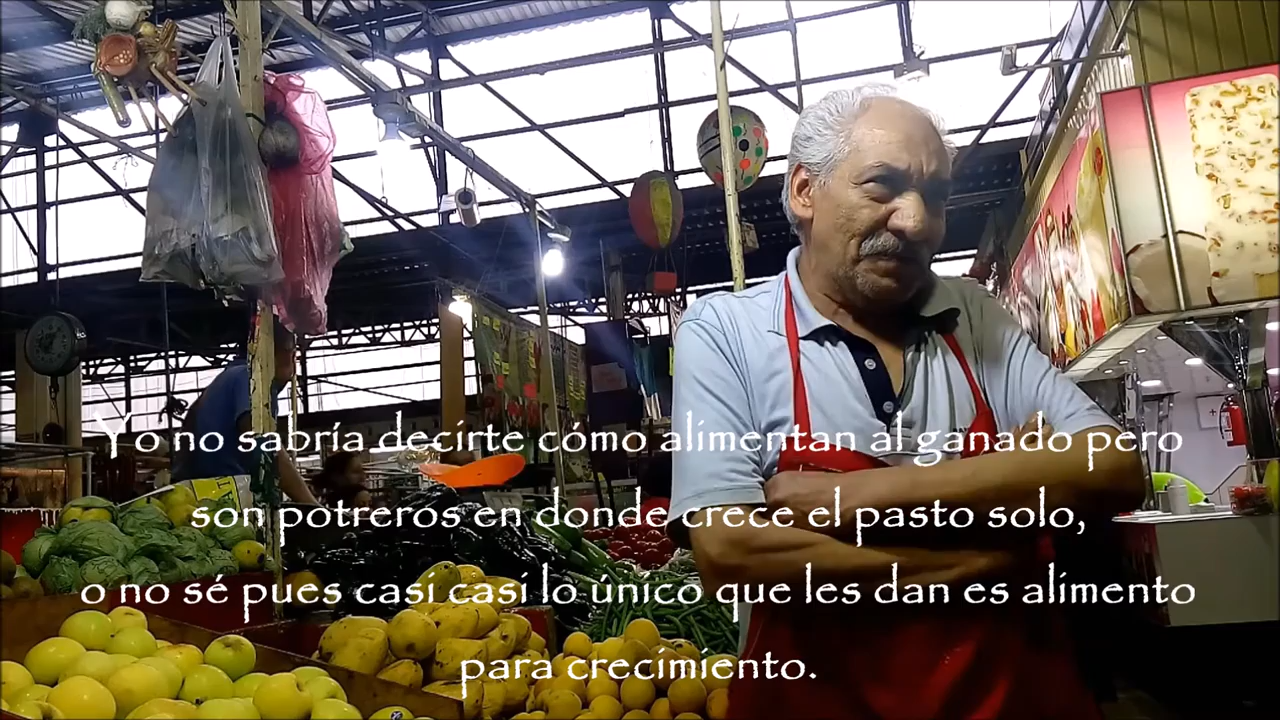 Yo no sabría decirte cómo alimentan al ganado pero
son potreros en donde crece el pasto solo,
o no sé pues casi casi lo único que les dan es alimento
para crecimiento.